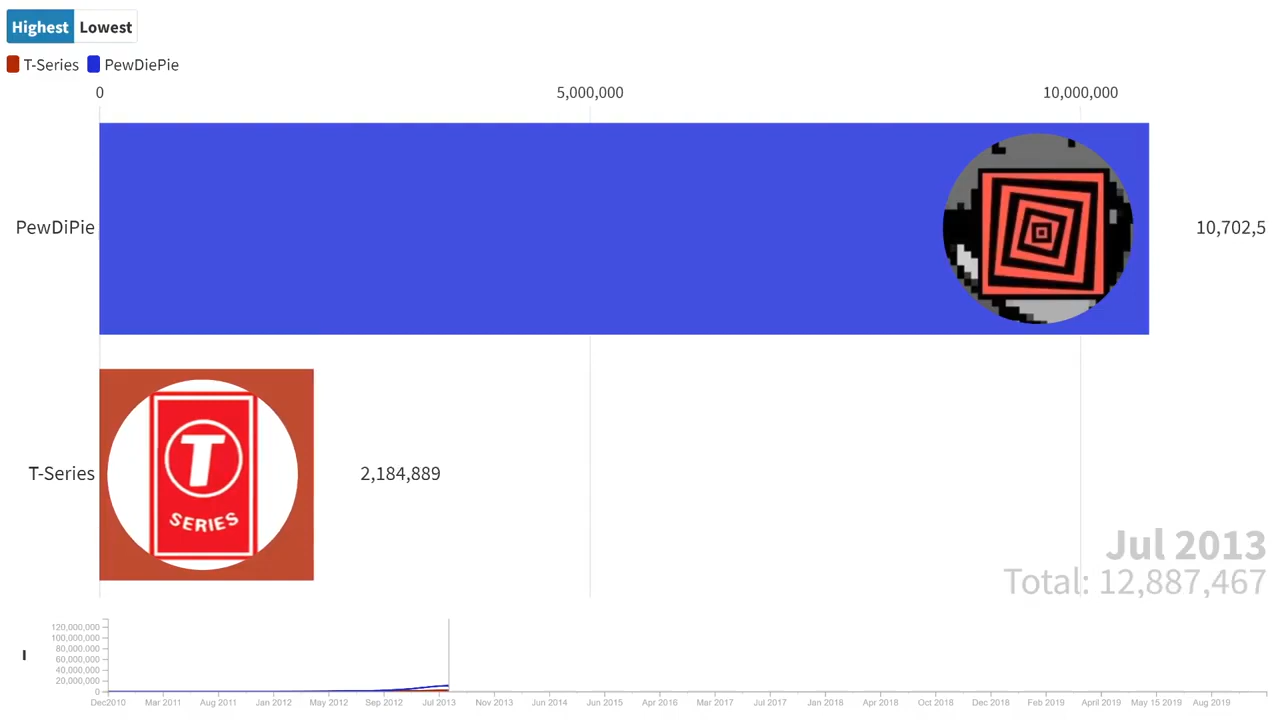 Highest Lowest
T-Series PewDiePie
0 5,000,000 10,000,000
PewDiPie 10,702,5
T
SERIES
T-Series 2,184,889
Jul 2013
Total: 12,887,467
120,000,000
100,000,000
80,000,000
60,000,000
40,000,000
20,000,000
0
Dec2010 Mar 2011 Aug 2011 Jan 2012 May 2012 Sep 2012 Jul 2013 Nov 2013 Jun 2014 Jun 2015 Apr 2016 Mar 2017 Jul 2017 Jan 2018 Apr 2018 Oct 2018 Dec 2018 Feb 2019 April 2019 May 15 2019 Aug 2019